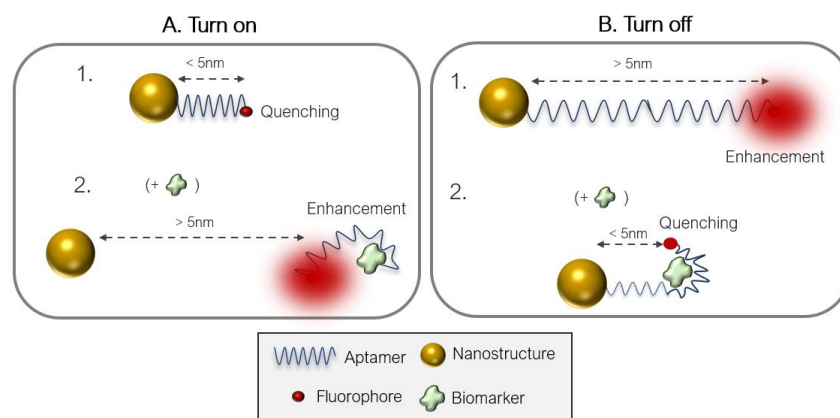 A. Turn on
1.
< 5nm
Quenching
2.
(+ )
> 5nm
Enhancement
B. Turn off
1.
> 5nm
Enhancement
2.
(+ )
Quenching
< 5nm
Aptamer
Nanostructure
Fluorophore
Biomarker